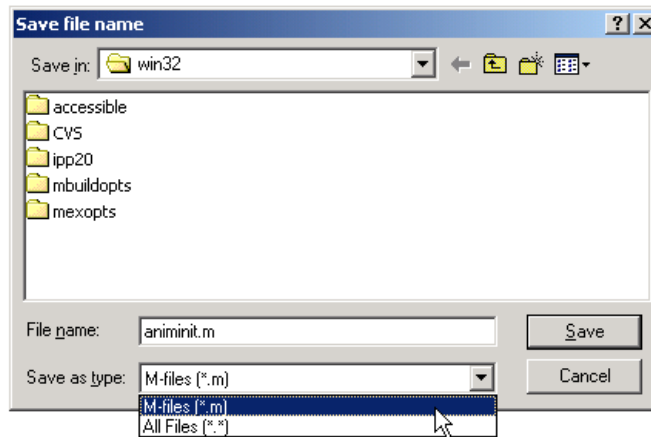 Save file name
Save in: win32
accessible
CVS
ipp20
mbuildopts
mexopts
File name: animinit.m Save
Save as type: M-files (*.m) Cancel
M-files (*.m)
All Files (*.*)